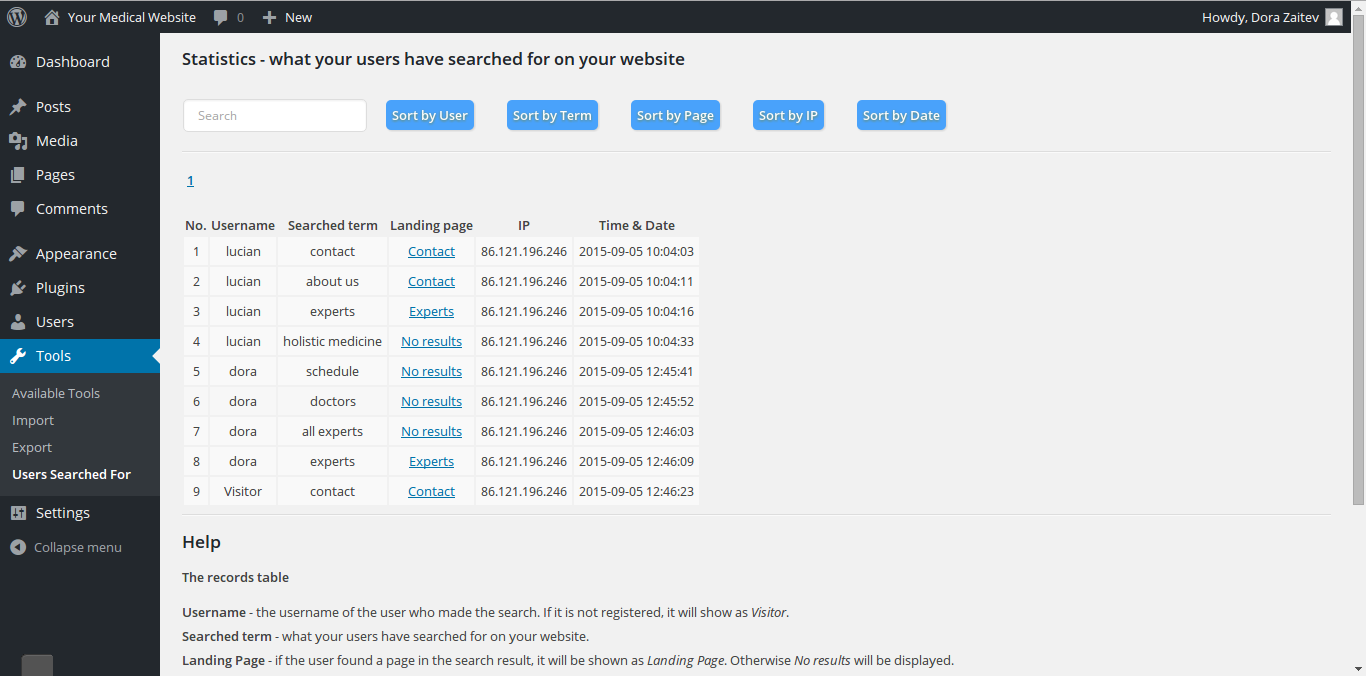 Your Medical Website 0 New Howdy, Dora Zaitev
Dashboard
Posts
Media
Pages
Comments
Appearance
Plugins
Users
Tools
Available Tools
Import
Export
Users Searched For
Settings
Collapse menu
Statistics - what your users have searched for on your website
Search Sort by User Sort by Term Sort by Page Sort by IP Sort by Date
1
No. Username Searched term Landing page IP Time & Date
1 lucian contact Contact 86.121.196.246 2015-09-05 10:04:03
2 lucian about us Contact 86.121.196.246 2015-09-05 10:04:11
3 lucian experts Experts 86.121.196.246 2015-09-05 10:04:16
4 lucian holistic medicine No results 86.121.196.246 2015-09-05 10:04:33
5 dora schedule No results 86.121.196.246 2015-09-05 12:45:41
6 dora doctors No results 86.121.196.246 2015-09-05 12:45:52
7 dora all experts No results 86.121.196.246 2015-09-05 12:46:03
8 dora experts Experts 86.121.196.246 2015-09-05 12:46:09
9 Visitor contact Contact 86.121.196.246 2015-09-05 12:46:23
Help
The records table
Username - the username of the user who made the search. If it is not registered, it will show as Visitor.
Searched term - what your users have searched for on your website.
Landing Page - if the user found a page in the search result, it will be shown as Landing Page. Otherwise No results will be displayed.